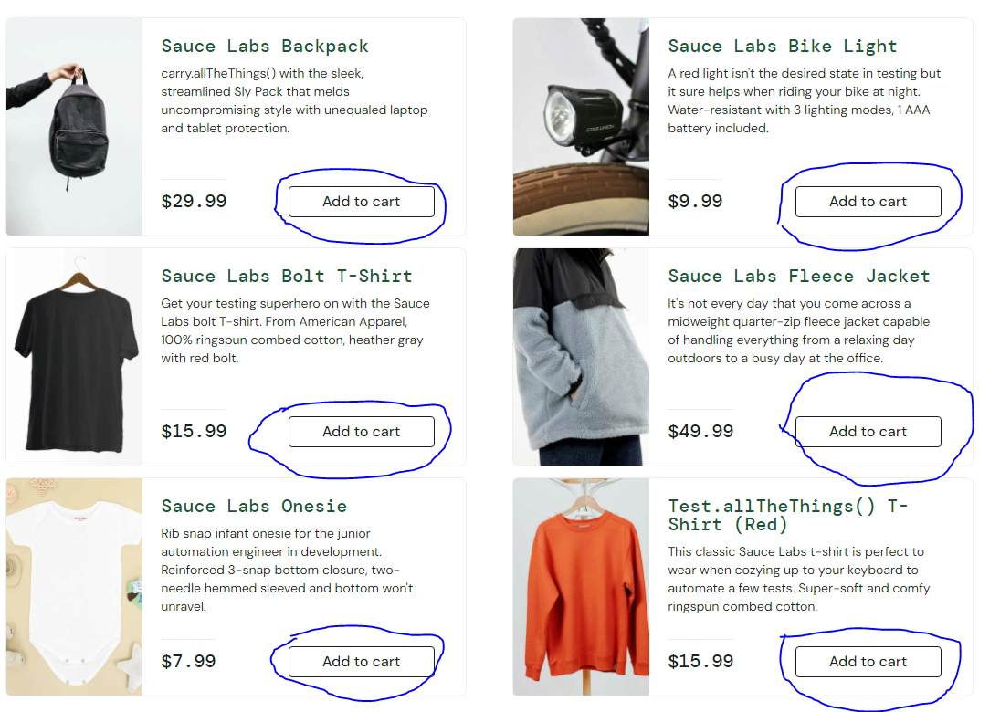 Sauce Labs Backpack
carry.allTheThings() with the sleek,
streamlined Sly Pack that melds
uncompromising style with unequaled laptop
and tablet protection.
$29.99
Add to cart
Sauce Labs Bike Light
A red light isn't the desired state in testing but
it sure helps when riding your bike at night.
Water-resistant with 3 lighting modes, 1 AAA
battery included.
$9.99
Add to cart
STAR UNION
Sauce Labs Bolt T-Shirt
Get your testing superhero on with the Sauce
Labs bolt T-shirt. From American Apparel,
100% ringspun combed cotton, heather gray
with red bolt.
$15.99
Add to cart
Sauce Labs Fleece Jacket
It's not every day that you come across a
midweight quarter-zip fleece jacket capable
of handling everything from a relaxing day
outdoors to a busy day at the office.
$49.99
Add to cart
Sauce Labs Onesie
Rib snap infant onesie for the junior
automation engineer in development.
Reinforced 3-snap bottom closure, two-
needle hemmed sleeved and bottom won't
unravel.
$7.99
Add to cart
Test.allTheThings() T-
Shirt (Red)
This classic Sauce Labs t-shirt is perfect to
wear when cozying up to your keyboard to
automate a few tests. Super-soft and comfy
ringspun combed cotton.
$15.99
Add to cart